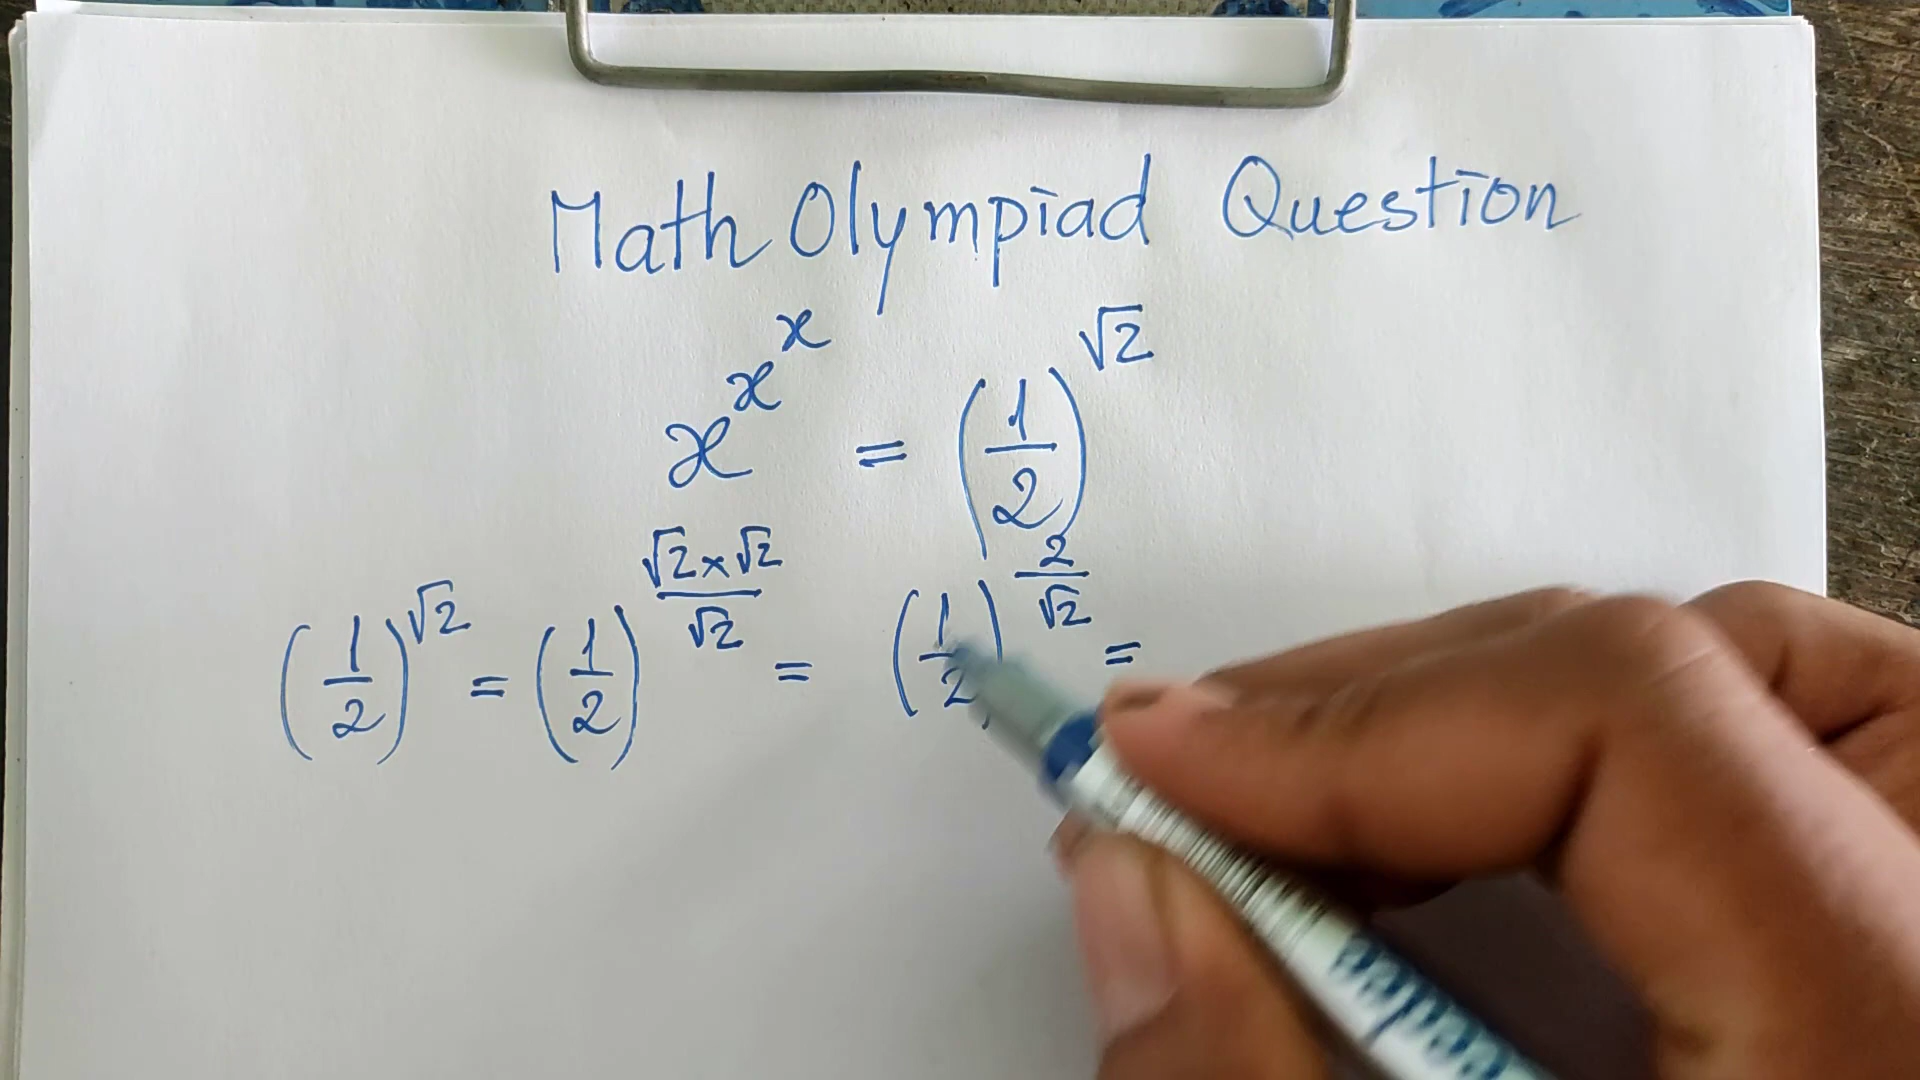 Math Olympiad Question
x^x^x = (1/2)^√2
(1/2)^√2 = (1/2)^(√2×√2/√2) = (1/2)^(2/√2) =